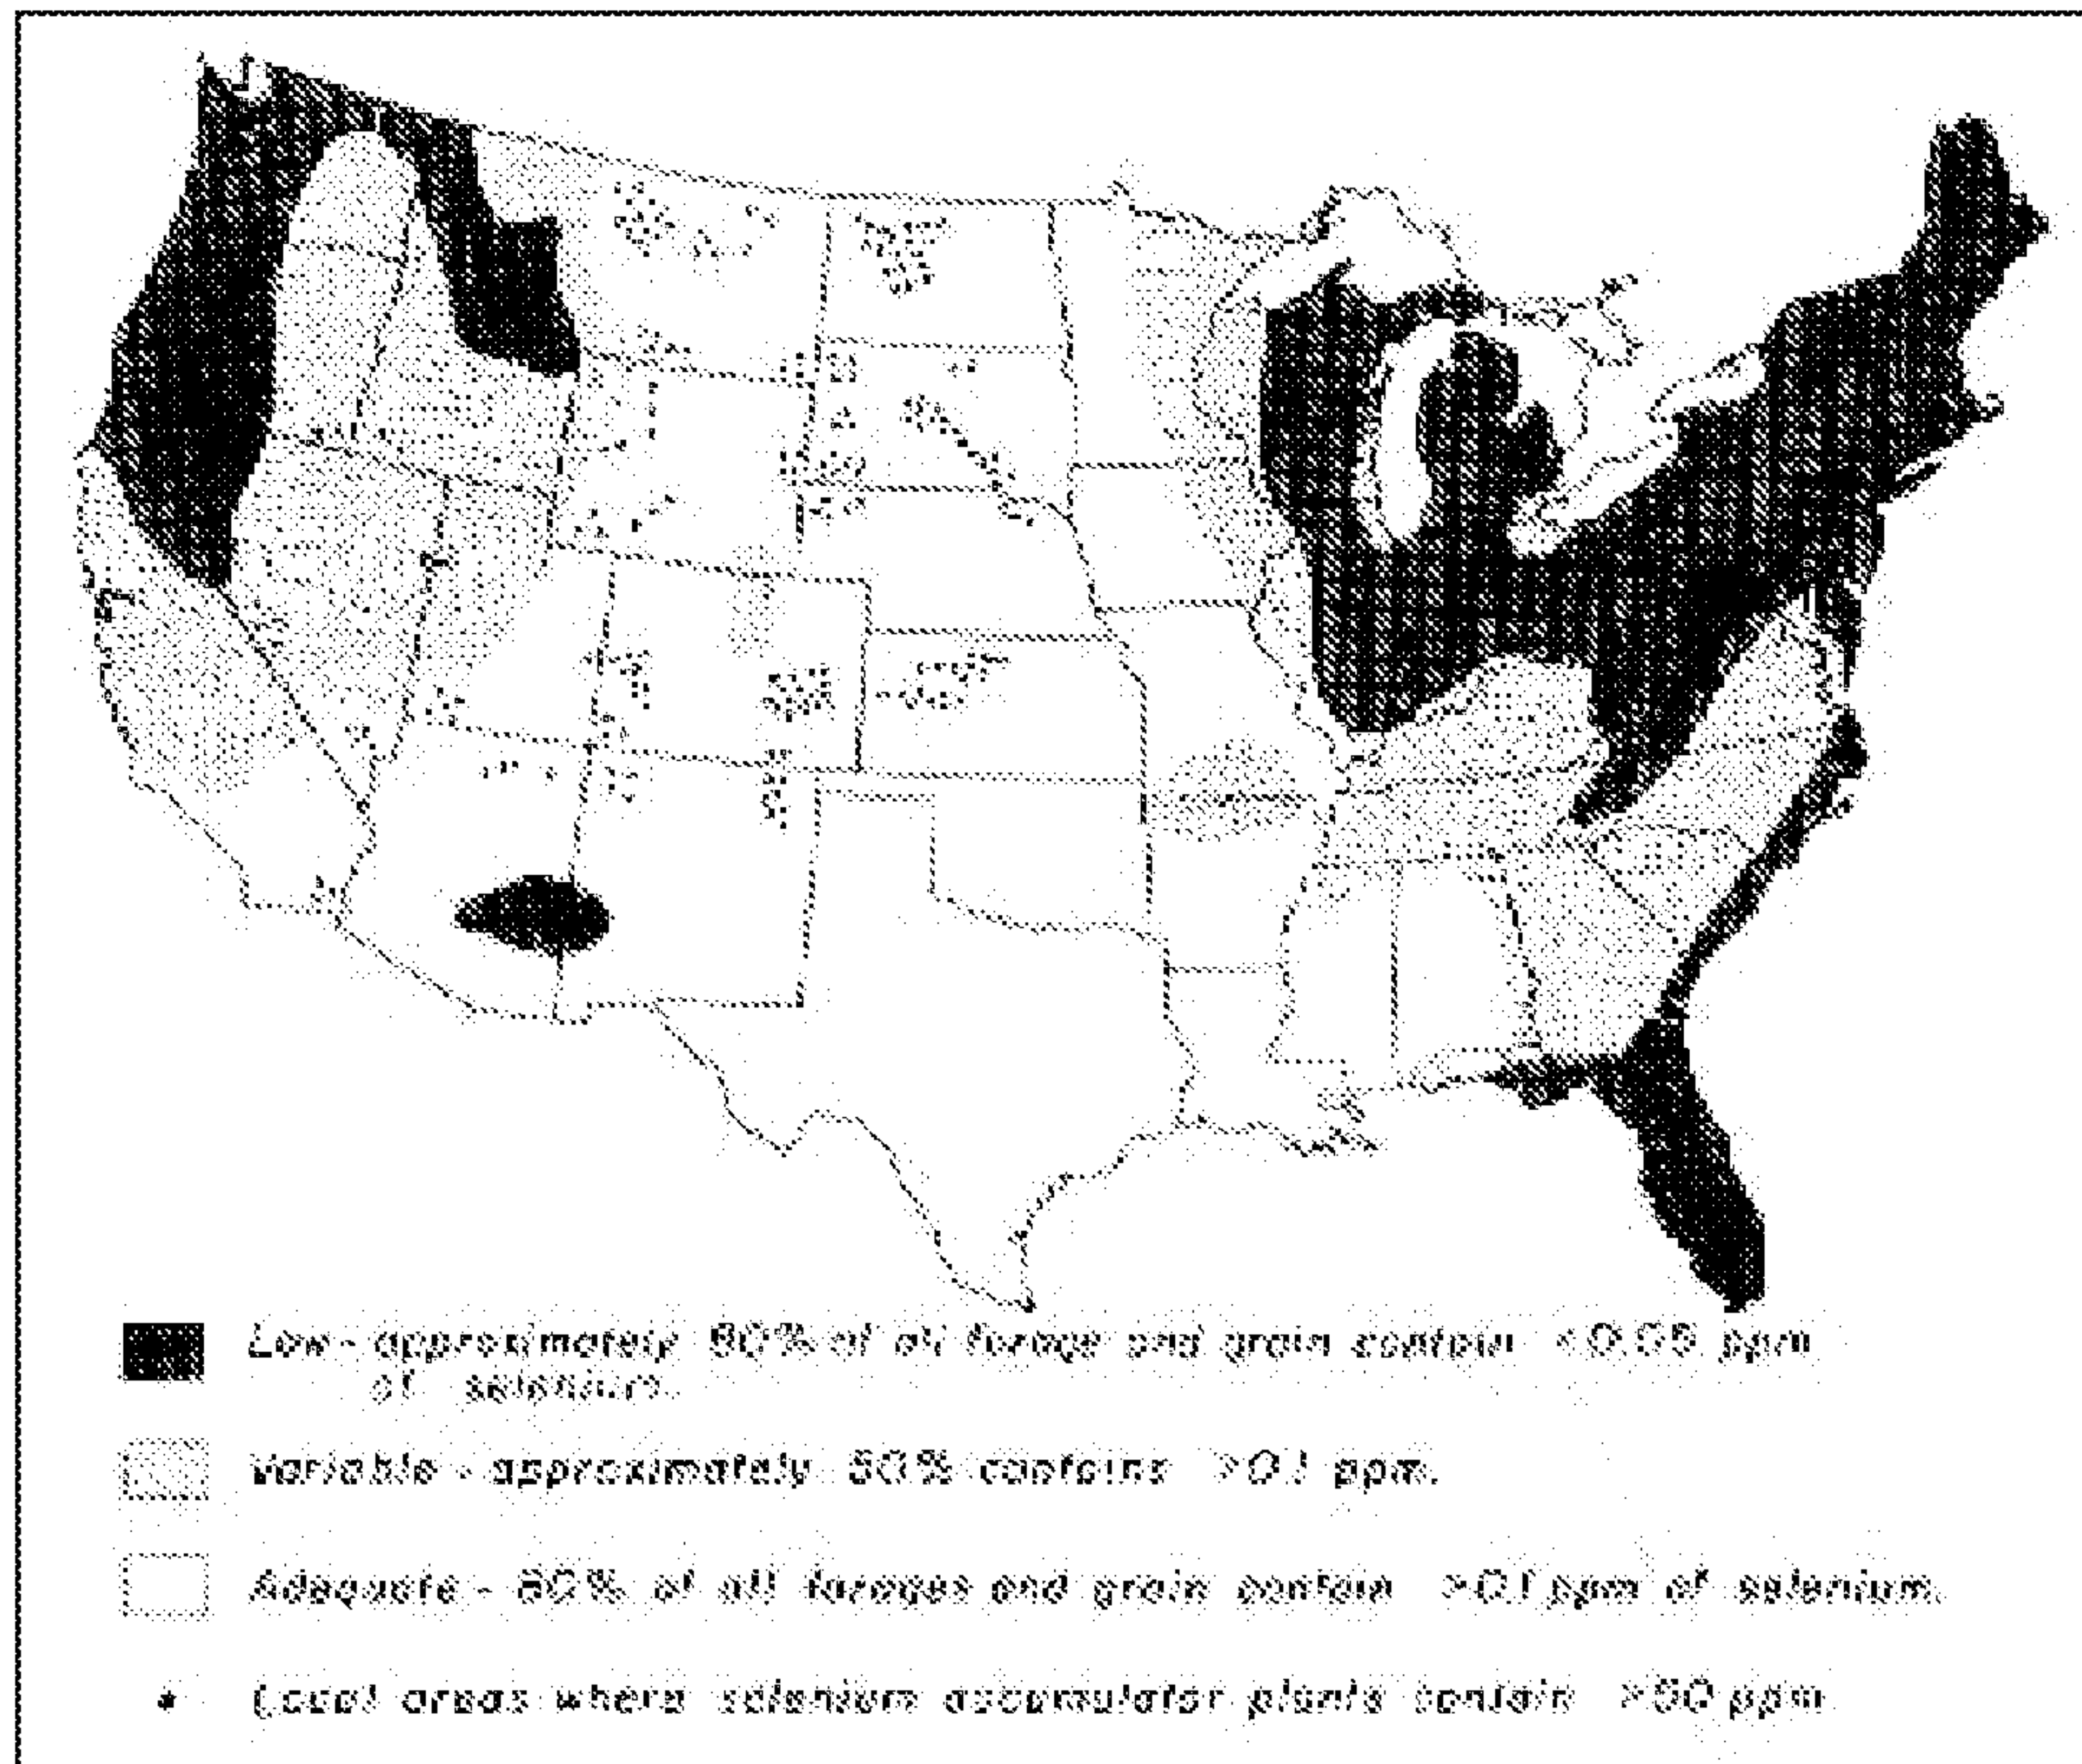 Low - approximately 80% of all forage and grain contain <0.05 ppm
of selenium.
Variable - approximately 50% contains >0.1 ppm.
Adequate - 80% of all forages and grain contain >0.1 ppm of selenium.
Local areas where selenium accumulator plants contain >50 ppm